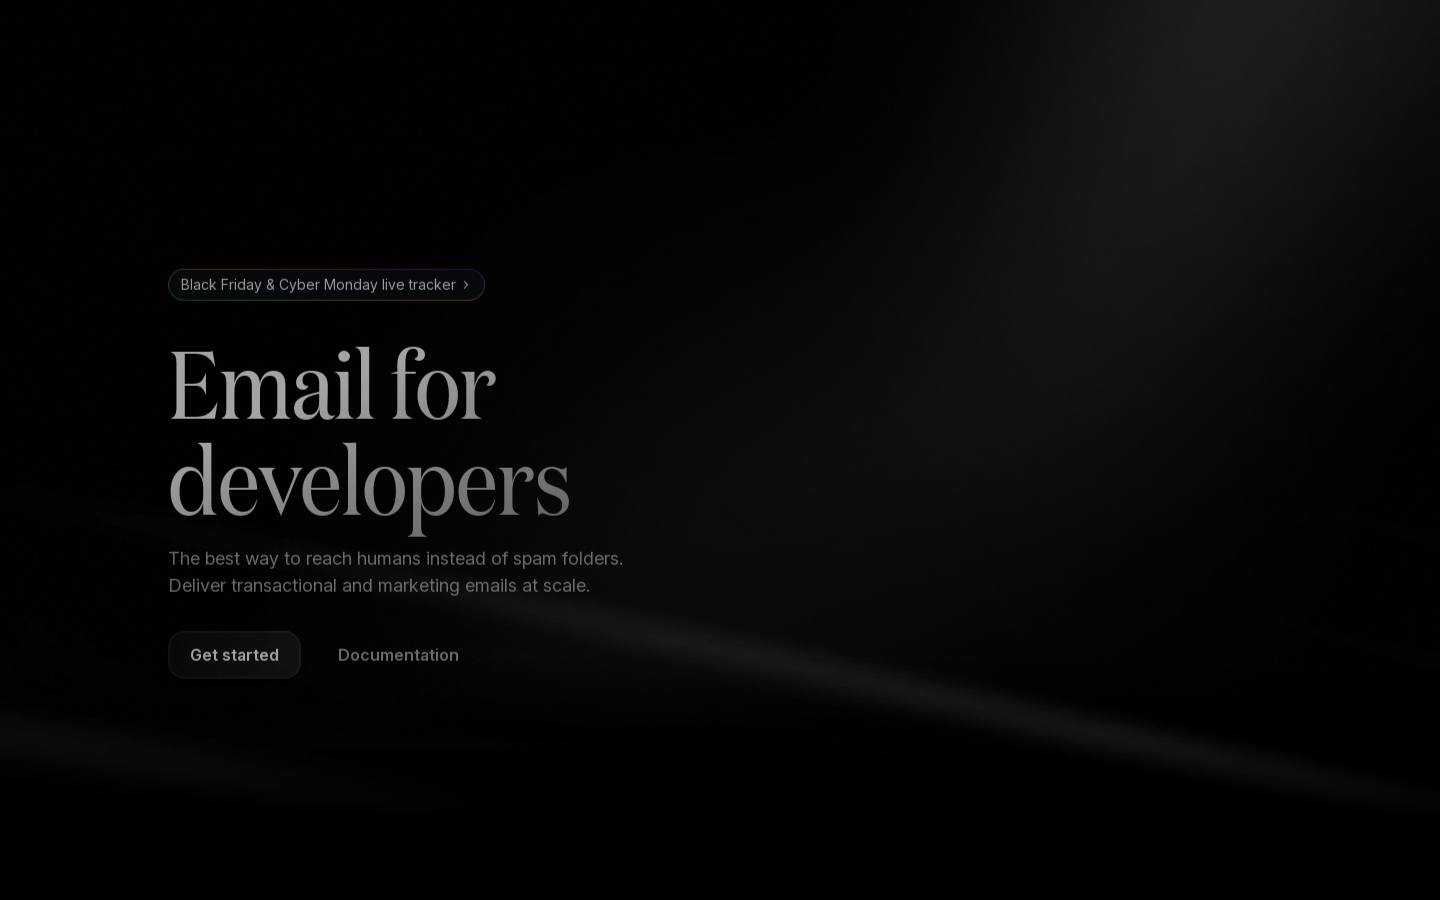 Black Friday & Cyber Monday live tracker
Email for
developers
The best way to reach humans instead of spam folders.
Deliver transactional and marketing emails at scale.
Get started
Documentation